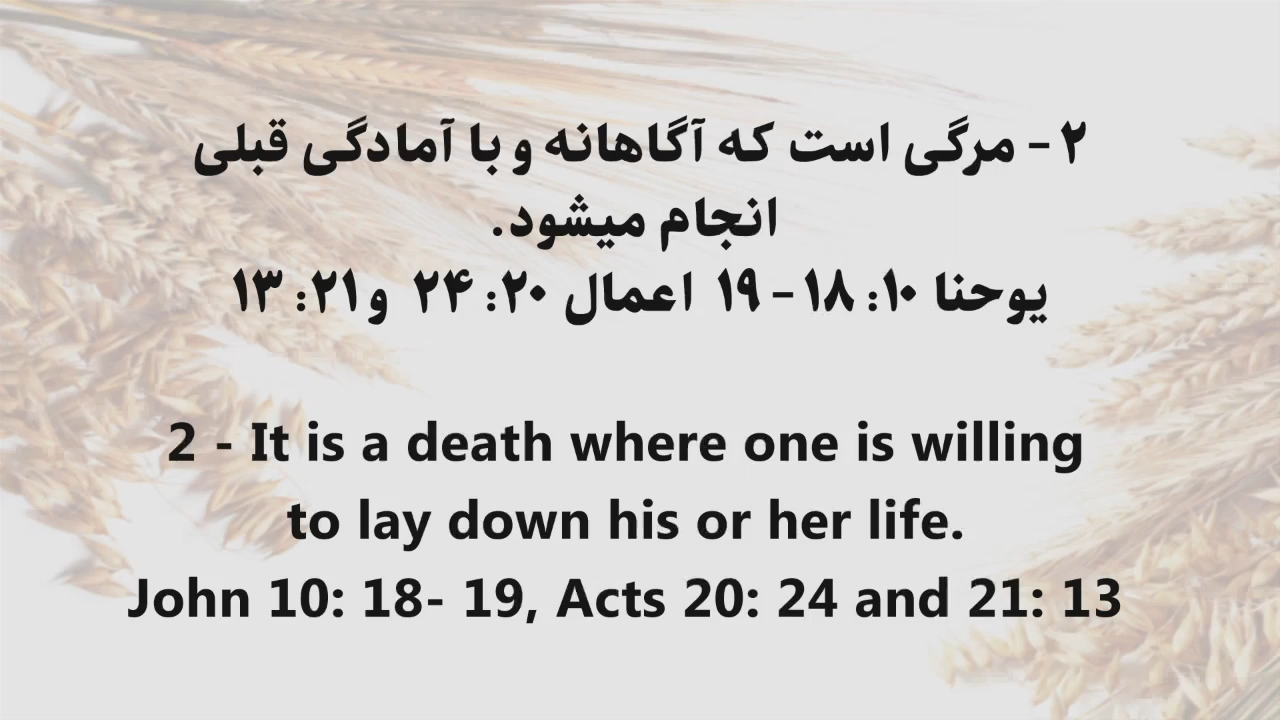 ۲ - مرگی است که آگاهانه و با آمادگی قبلی
انجام میشود.
یوحنا ۱۰: ۱۸ - ۱۹ اعمال ۲۰: ۲۴ و ۲۱: ۱۳
2 - It is a death where one is willing
to lay down his or her life.
John 10: 18- 19, Acts 20: 24 and 21: 13